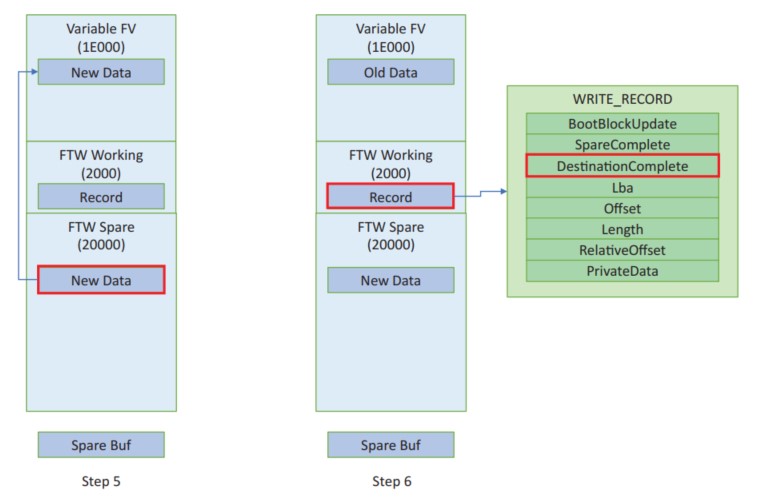 Variable FV
(1E000)
New Data
FTW Working
(2000)
Record
FTW Spare
(20000)
New Data
Spare Buf
Step 5
Variable FV
(1E000)
Old Data
FTW Working
(2000)
Record
FTW Spare
(20000)
New Data
Spare Buf
Step 6
WRITE_RECORD
BootBlockUpdate
SpareComplete
DestinationComplete
Lba
Offset
Length
RelativeOffset
PrivateData